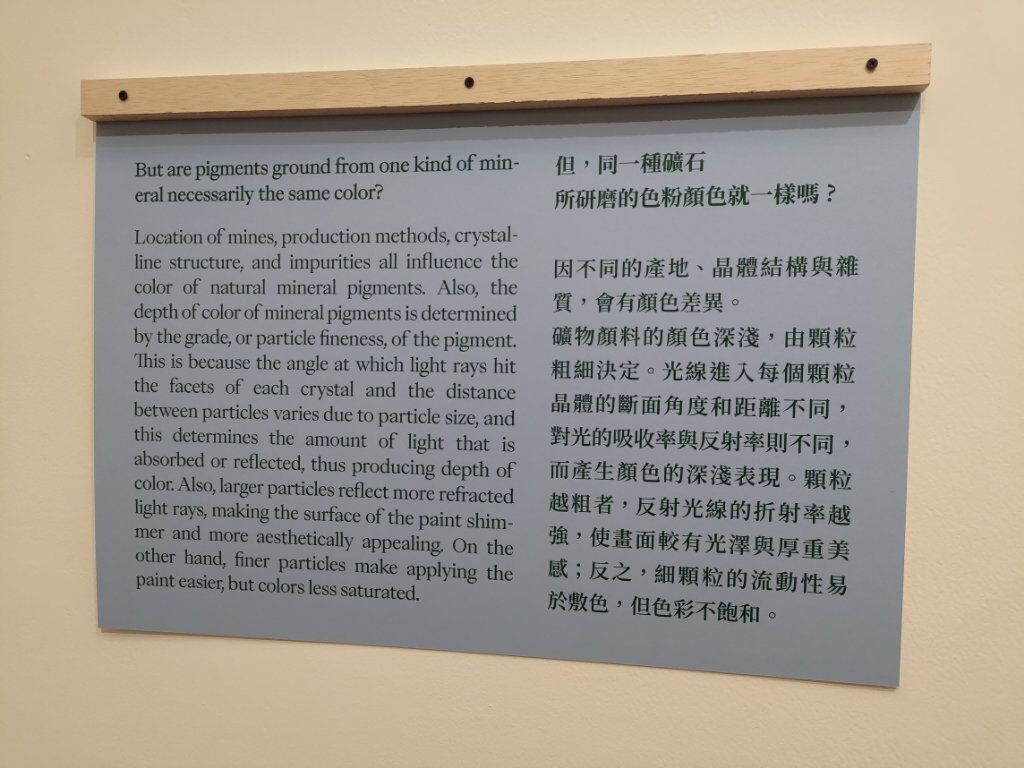 But are pigments ground from one kind of min-
eral necessarily the same color?
Location of mines, production methods, crystal-
line structure, and impurities all influence the
color of natural mineral pigments. Also, the
depth of color of mineral pigments is determined
by the grade, or particle fineness, of the pigment.
This is because the angle at which light rays hit
the facets of each crystal and the distance
between particles varies due to particle size, and
this determines the amount of light that is
absorbed or reflected, thus producing depth of
color. Also, larger particles reflect more refracted
light rays, making the surface of the paint shim-
mer and more aesthetically appealing. On the
other hand, finer particles make applying the
paint easier, but colors less saturated.
但，同一種礦石
所研磨的色粉顏色就一樣嗎？
因不同的產地、晶體結構與雜
質，會有顏色差異。
礦物顏料的顏色深淺，由顆粒
粗細決定。光線進入每個顆粒
晶體的斷面角度和距離不同，
對光的吸收率與反射率則不同，
而產生顏色的深淺表現。顆粒
越粗者，反射光線的折射率越
強，使畫面較有光澤與厚重美
感；反之，細顆粒的流動性易
於敷色，但色彩不飽和。